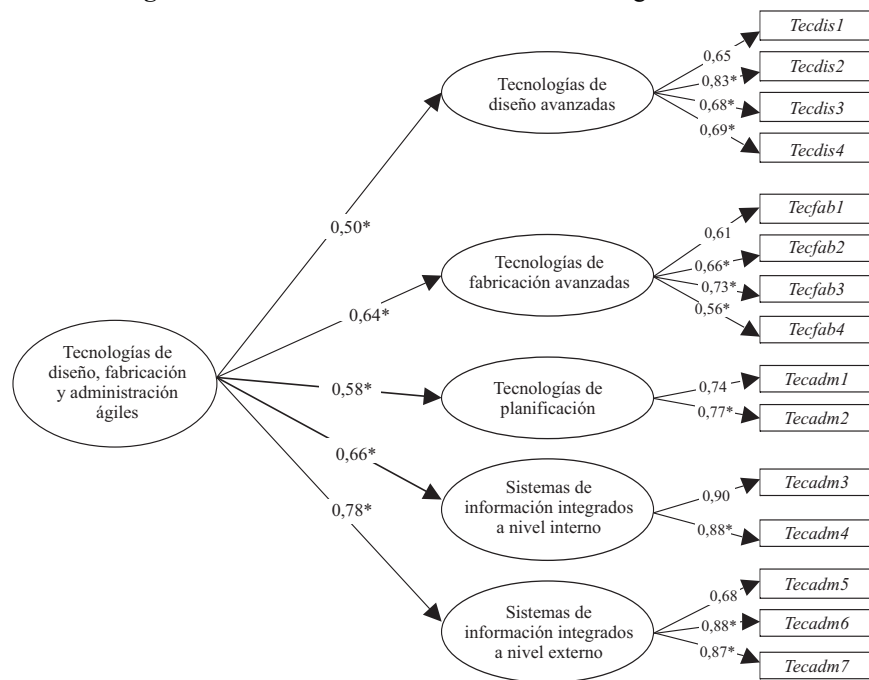 Tecdis1
0,65
Tecdis2
0,83*
Tecnologías de
diseño avanzadas
0,68*
Tecdis3
0,69*
Tecdis4
0,50*
Tecfab1
0,61
Tecfab2
0,66*
Tecnologías de
fabricación avanzadas
0,73*
Tecfab3
0,56*
Tecfab4
0,64*
Tecnologías de
diseño, fabricación
y administración
ágiles
0,58*
Tecnologías de
planificación
0,74
Tecadm1
0,77*
Tecadm2
0,66*
Sistemas de
información integrados
a nivel interno
0,90
Tecadm3
0,88*
Tecadm4
0,78*
Sistemas de
información integrados
a nivel externo
0,68
Tecadm5
0,88*
Tecadm6
0,87*
Tecadm7